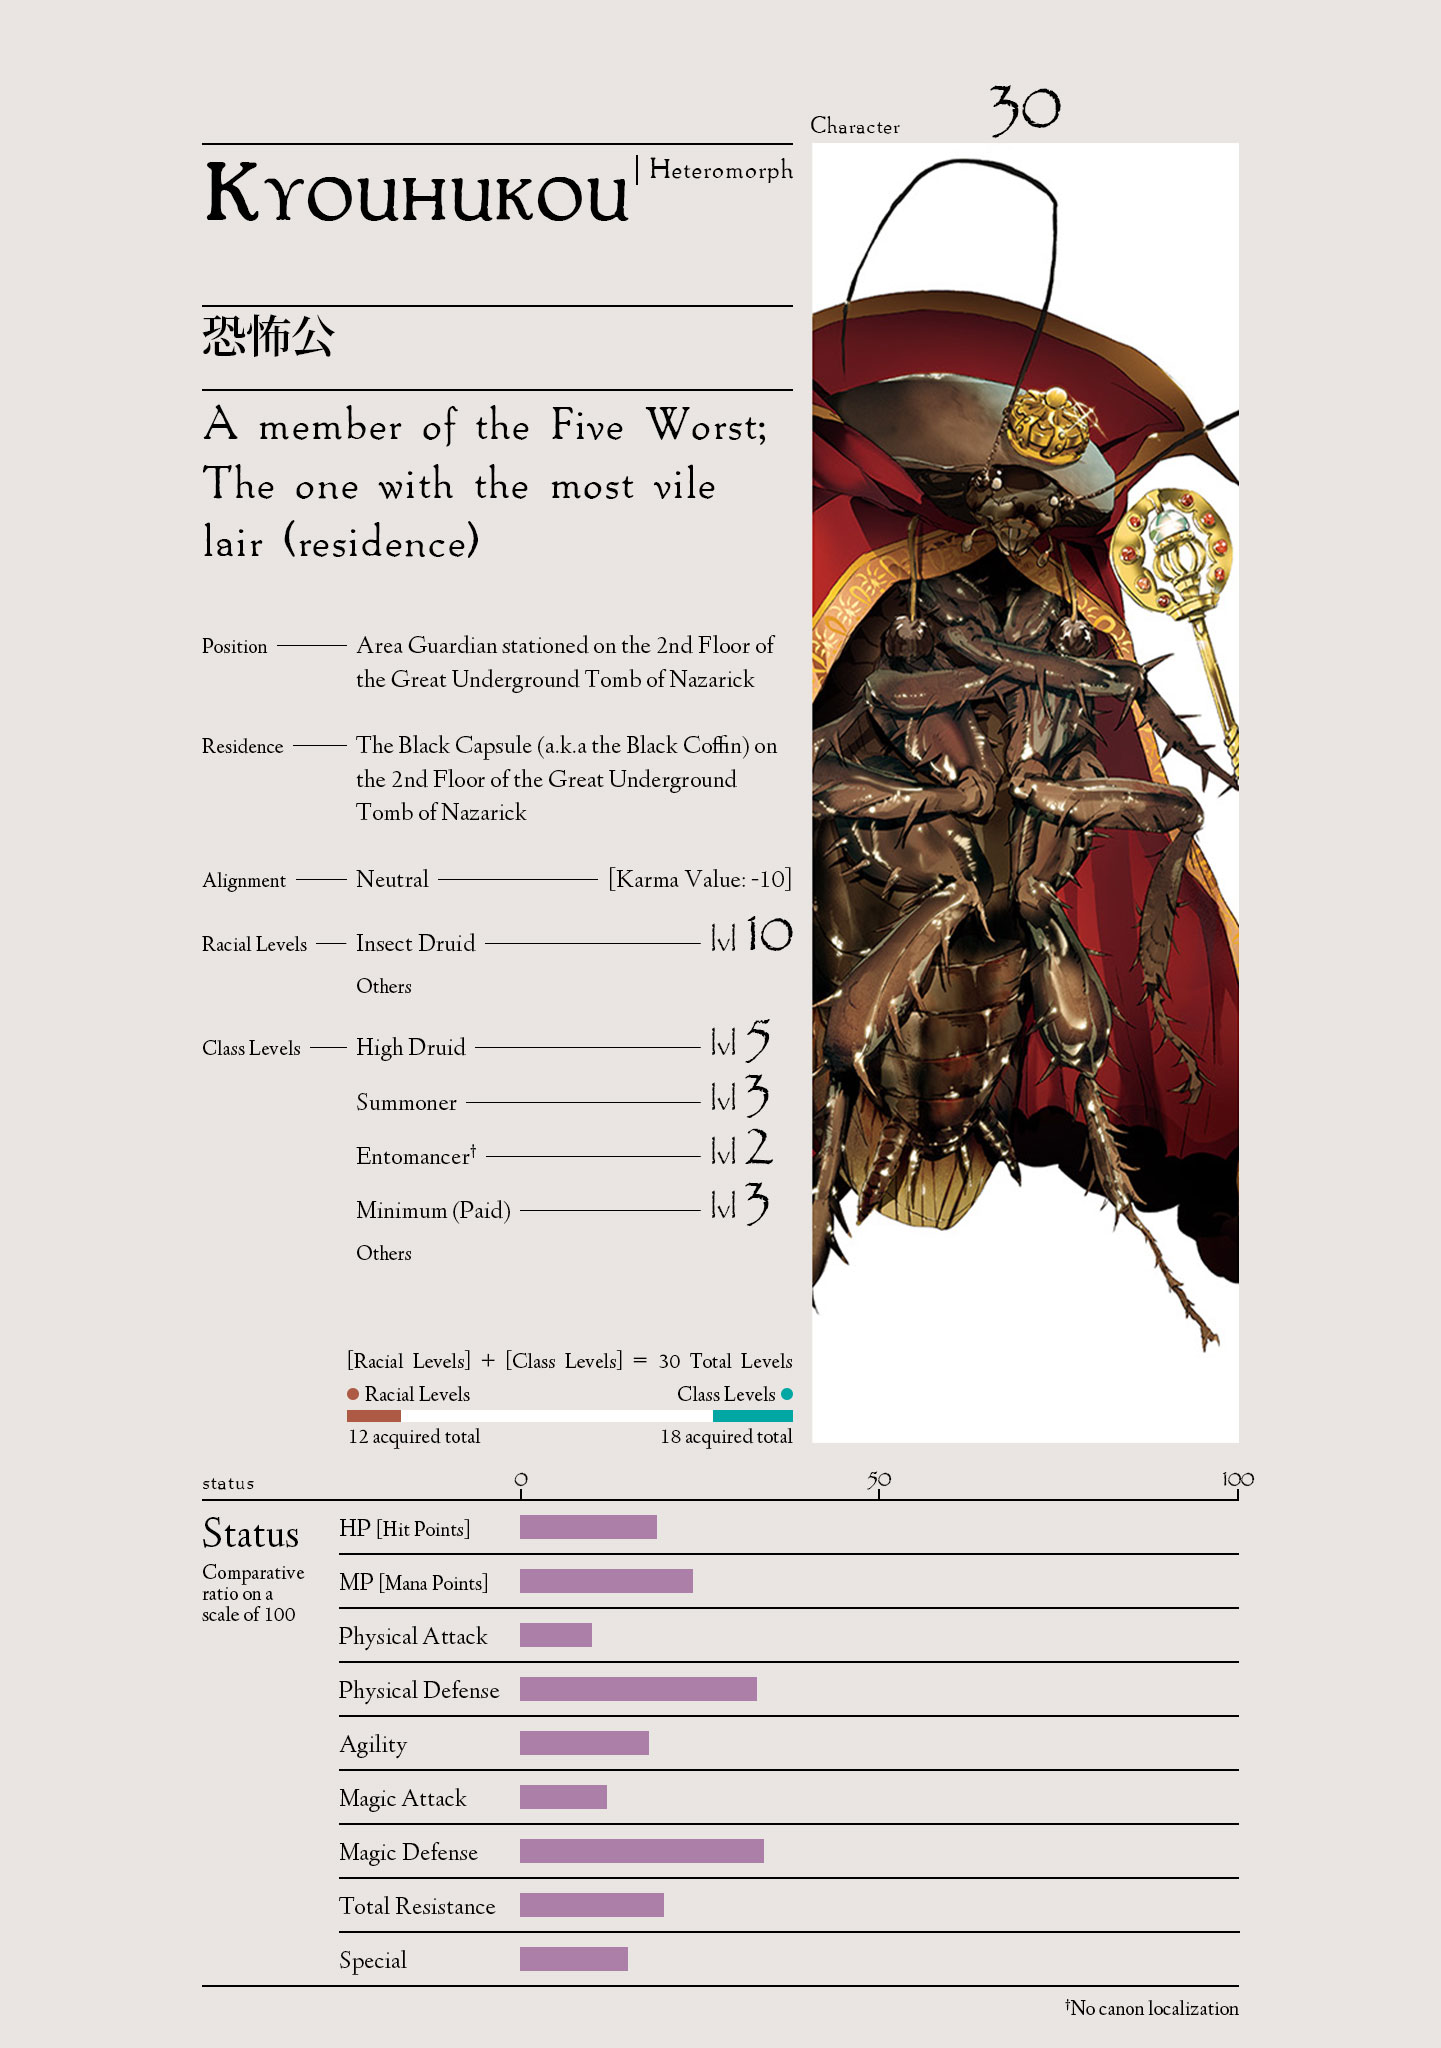 Character 30
Kyouhukou | Heteromorph
恐怖公
A member of the Five Worst;
The one with the most vile
lair (residence)
Position Area Guardian stationed on the 2nd Floor of
the Great Underground Tomb of Nazarick
Residence The Black Capsule (a.k.a the Black Coffin) on
the 2nd Floor of the Great Underground
Tomb of Nazarick
Alignment Neutral [Karma Value: -10]
Racial Levels Insect Druid lvl 10
Others
Class Levels High Druid lvl 5
Summoner lvl 3
Entomancer† lvl 2
Minimum (Paid) lvl 3
Others
[Racial Levels] + [Class Levels] = 30 Total Levels
Racial Levels Class Levels
12 acquired total 18 acquired total
status 0 50 100
Status
Comparative
ratio on a
scale of 100
HP [Hit Points]
MP [Mana Points]
Physical Attack
Physical Defense
Agility
Magic Attack
Magic Defense
Total Resistance
Special
†No canon localization